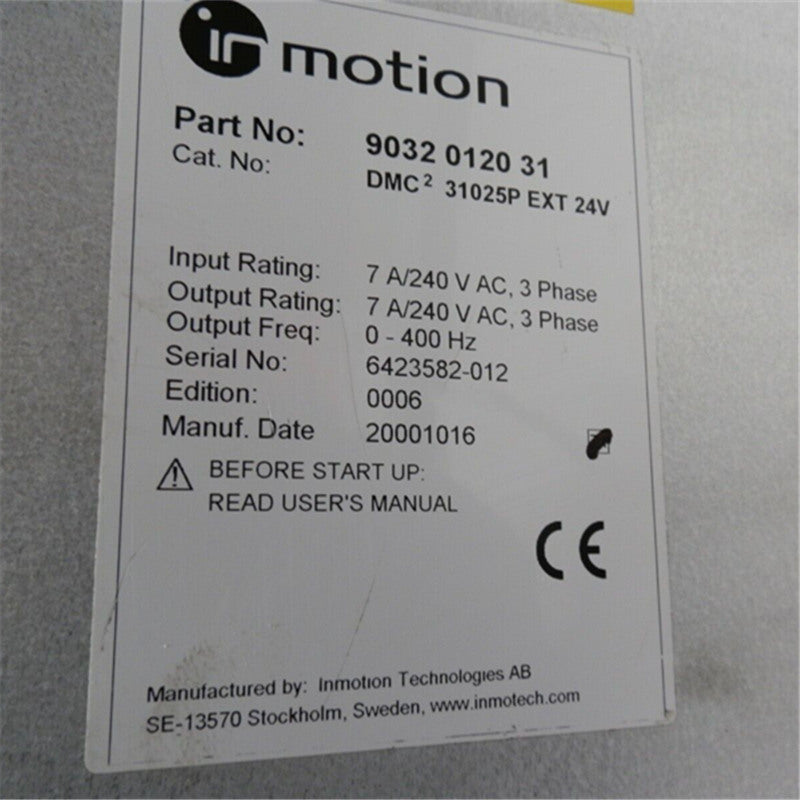 in motion
Part No: 9032 0120 31
Cat. No: DMC² 31025P EXT 24V
Input Rating: 7 A/240 V AC, 3 Phase
Output Rating: 7 A/240 V AC, 3 Phase
Output Freq: 0 - 400 Hz
Serial No: 6423582-012
Edition: 0006
Manuf. Date 20001016
BEFORE START UP:
READ USER'S MANUAL
CE
Manufactured by: Inmotion Technologies AB
SE-13570 Stockholm, Sweden, www.inmotech.com